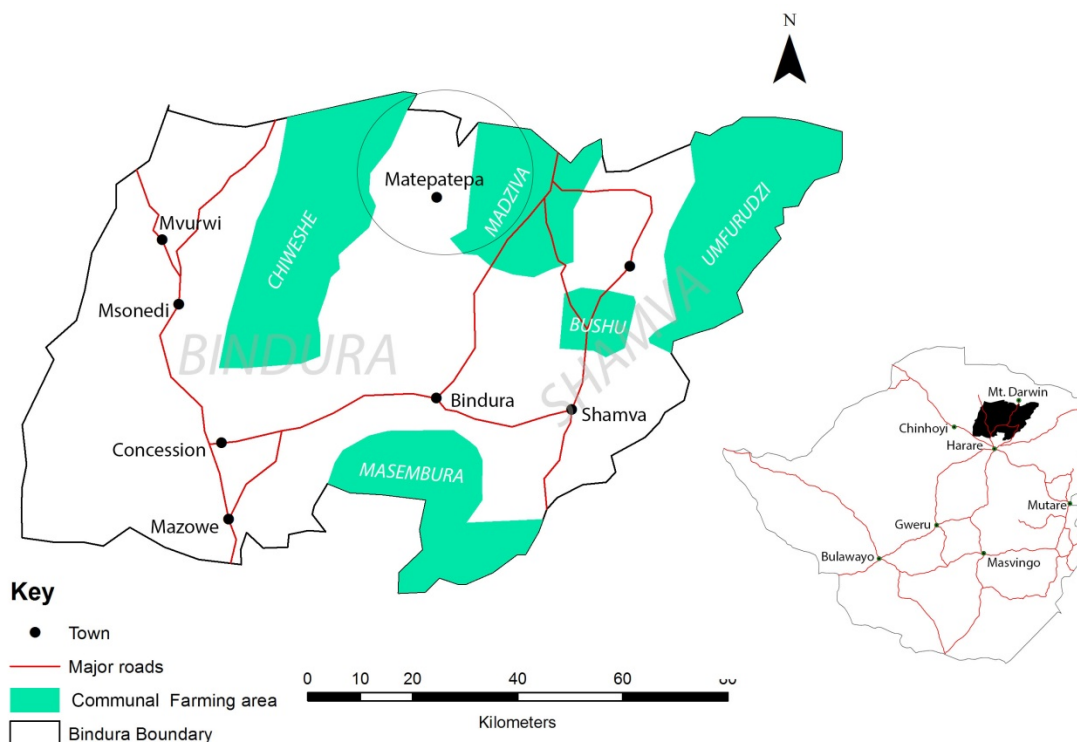 N
Matepatepa
Mvurwi
CHIWESHE
MADZIVA
UMFURUDZI
Msonedi
BUSHU
BINDURA
SHAMVA
Bindura
Shamva
Concession
MASEMBURA
Mazowe
Mt. Darwin
Chinhoyi
Harare
Mutare
Gweru
Bulawayo
Masvingo
Key
Town
Major roads
Communal Farming area
Bindura Boundary
0 10 20 40 60 80
Kilometers